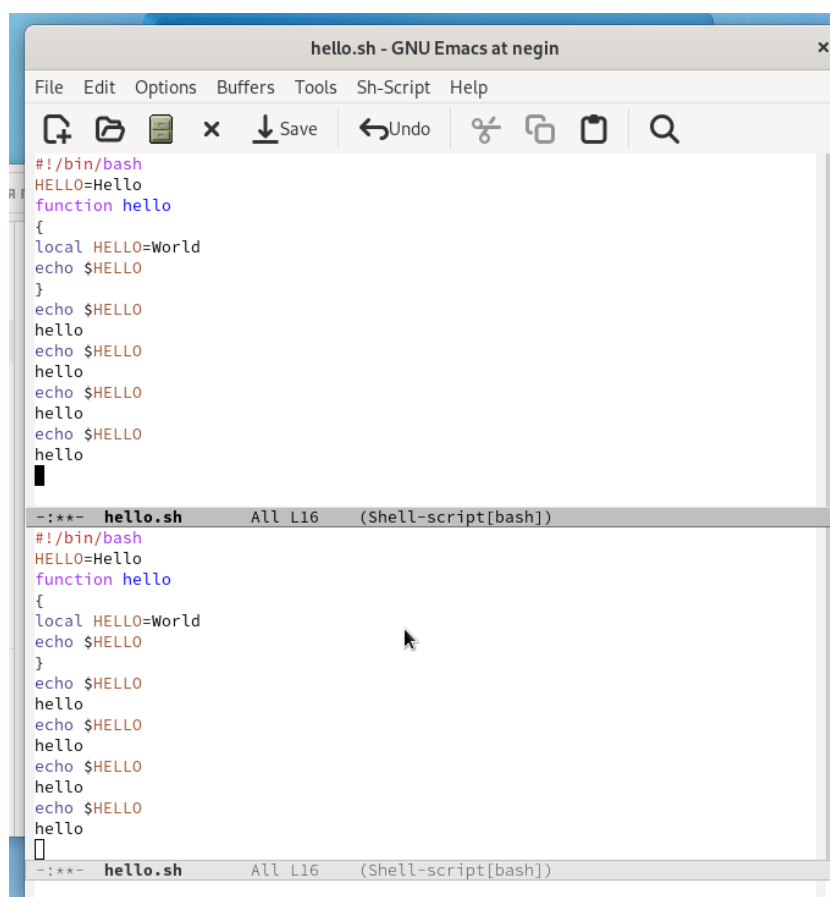 hello.sh - GNU Emacs at negin
File Edit Options Buffers Tools Sh-Script Help
Save Undo
#!/bin/bash
HELLO=Hello
function hello
{
local HELLO=World
echo $HELLO
}
echo $HELLO
hello
echo $HELLO
hello
echo $HELLO
hello
echo $HELLO
hello
-:**- hello.sh All L16 (Shell-script[bash])
#!/bin/bash
HELLO=Hello
function hello
{
local HELLO=World
echo $HELLO
}
echo $HELLO
hello
echo $HELLO
hello
echo $HELLO
hello
echo $HELLO
hello
-:**- hello.sh All L16 (Shell-script[bash])